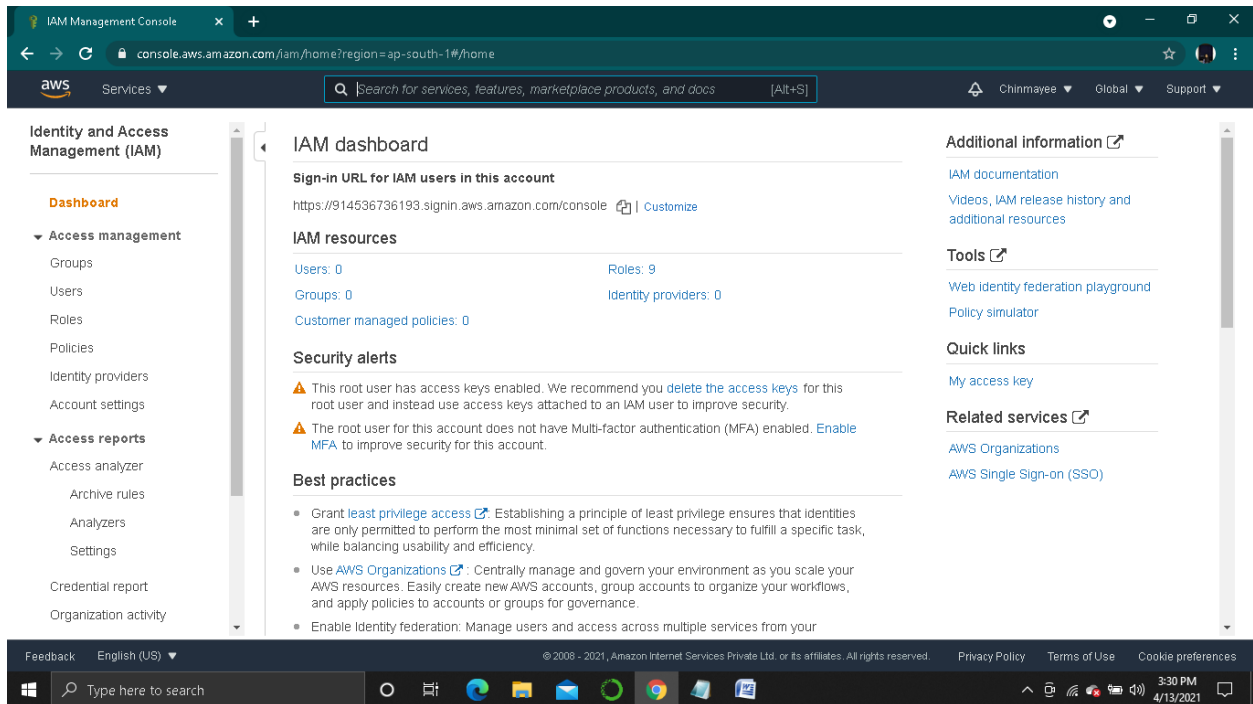 IAM Management Console
console.aws.amazon.com/iam/home?region=ap-south-1#/home
aws
Services ▼
Search for services, features, marketplace products, and docs [Alt+S]
Chinmayee ▼
Global ▼
Support ▼
Identity and Access
Management (IAM)
Dashboard
Access management
Groups
Users
Roles
Policies
Identity providers
Account settings
Access reports
Access analyzer
Archive rules
Analyzers
Settings
Credential report
Organization activity
IAM dashboard
Sign-in URL for IAM users in this account
https://914536736193.signin.aws.amazon.com/console | Customize
IAM resources
Users: 0
Roles: 9
Groups: 0
Identity providers: 0
Customer managed policies: 0
Security alerts
This root user has access keys enabled. We recommend you delete the access keys for this
root user and instead use access keys attached to an IAM user to improve security.
The root user for this account does not have Multi-factor authentication (MFA) enabled. Enable
MFA to improve security for this account.
Best practices
• Grant least privilege access : Establishing a principle of least privilege ensures that identities
are only permitted to perform the most minimal set of functions necessary to fulfill a specific task,
while balancing usability and efficiency.
• Use AWS Organizations : Centrally manage and govern your environment as you scale your
AWS resources. Easily create new AWS accounts, group accounts to organize your workflows,
and apply policies to accounts or groups for governance.
• Enable Identity federation: Manage users and access across multiple services from your
Additional information
IAM documentation
Videos, IAM release history and
additional resources
Tools
Web identity federation playground
Policy simulator
Quick links
My access key
Related services
AWS Organizations
AWS Single Sign-on (SSO)
Feedback
English (US) ▼
© 2008 - 2021, Amazon Internet Services Private Ltd. or its affiliates. All rights reserved.
Privacy Policy
Terms of Use
Cookie preferences
Type here to search
3:30 PM
4/13/2021